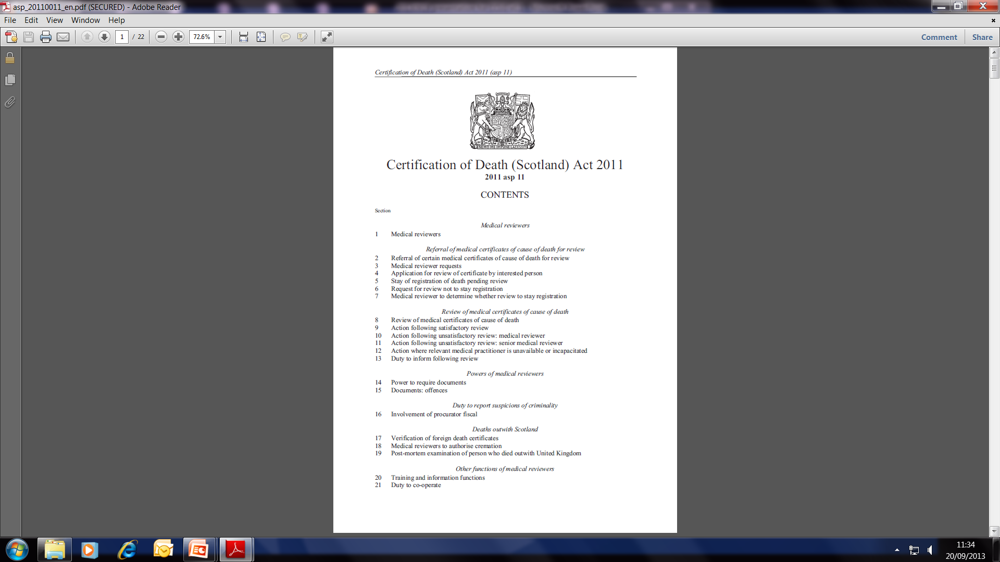 asp_20110011_en.pdf (SECURED) - Adobe Reader
File Edit View Window Help
1 / 22 72.6% Comment Share
Certification of Death (Scotland) Act 2011 (asp 11)
NEMO·ME·IMPUNE·LACESSIT
Certification of Death (Scotland) Act 2011
2011 asp 11
CONTENTS
Section
Medical reviewers
1 Medical reviewers
Referral of medical certificates of cause of death for review
2 Referral of certain medical certificates of cause of death for review
3 Medical reviewer requests
4 Application for review of certificate by interested person
5 Stay of registration of death pending review
6 Request for review not to stay registration
7 Medical reviewer to determine whether review to stay registration
Review of medical certificates of cause of death
8 Review of medical certificates of cause of death
9 Action following satisfactory review
10 Action following unsatisfactory review: medical reviewer
11 Action following unsatisfactory review: senior medical reviewer
12 Action where relevant medical practitioner is unavailable or incapacitated
13 Duty to inform following review
Powers of medical reviewers
14 Power to require documents
15 Documents: offences
Duty to report suspicions of criminality
16 Involvement of procurator fiscal
Deaths outwith Scotland
17 Verification of foreign death certificates
18 Medical reviewers to authorise cremation
19 Post-mortem examination of person who died outwith United Kingdom
Other functions of medical reviewers
20 Training and information functions
21 Duty to co-operate
11:34
20/09/2013